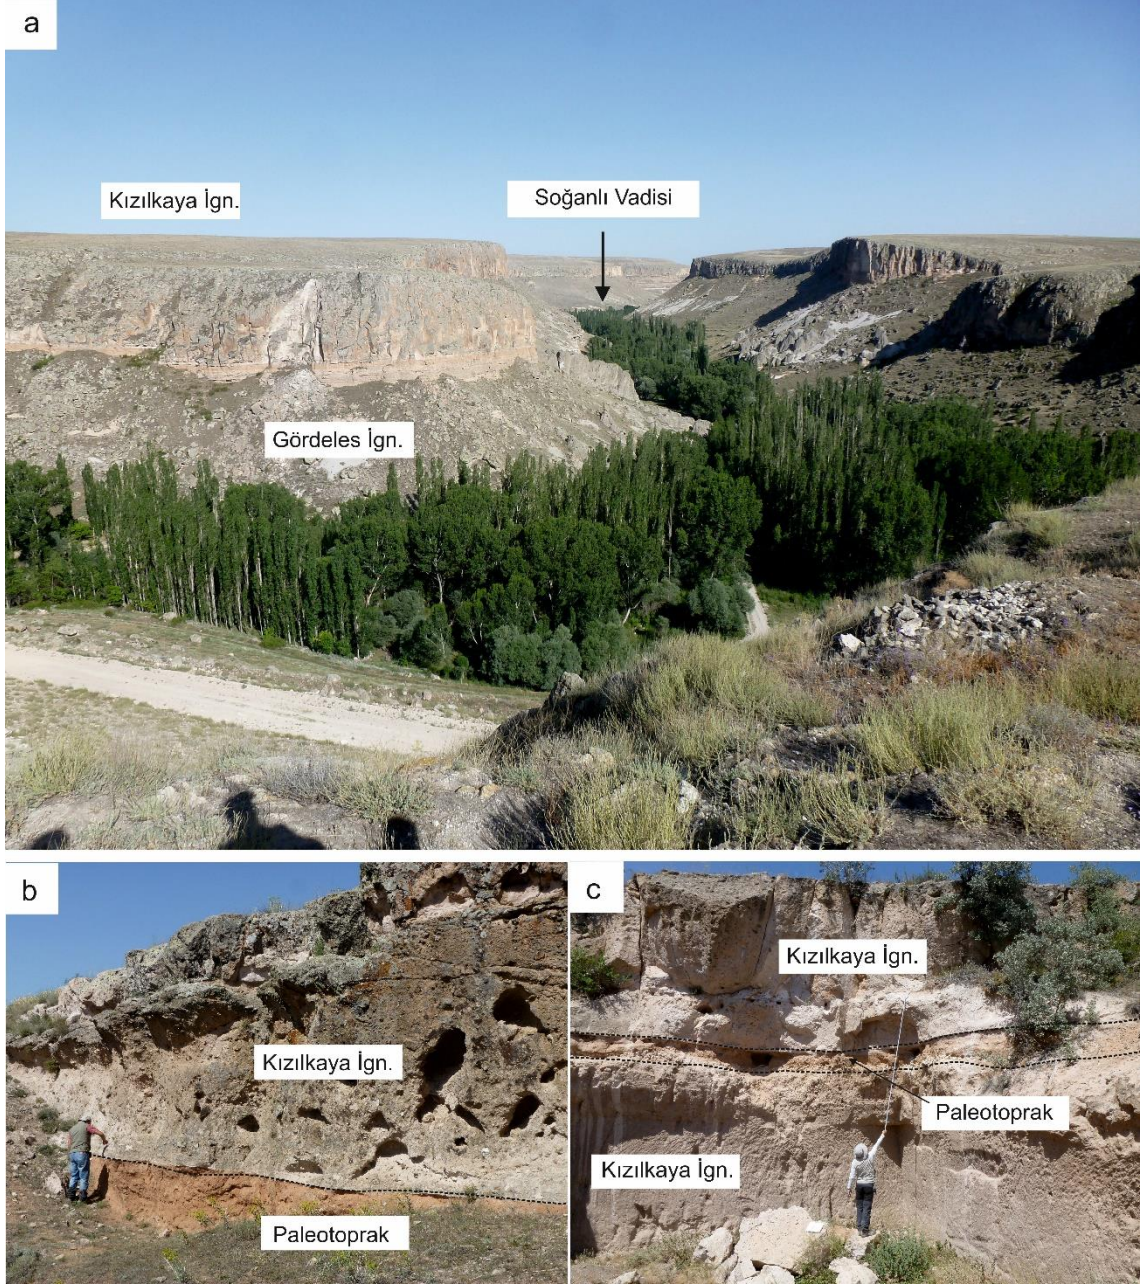 a
Kızılkaya İgn.
Soğanlı Vadisi
Gördeles İgn.
b
Kızılkaya İgn.
Paleotoprak
c
Kızılkaya İgn.
Paleotoprak
Kızılkaya İgn.